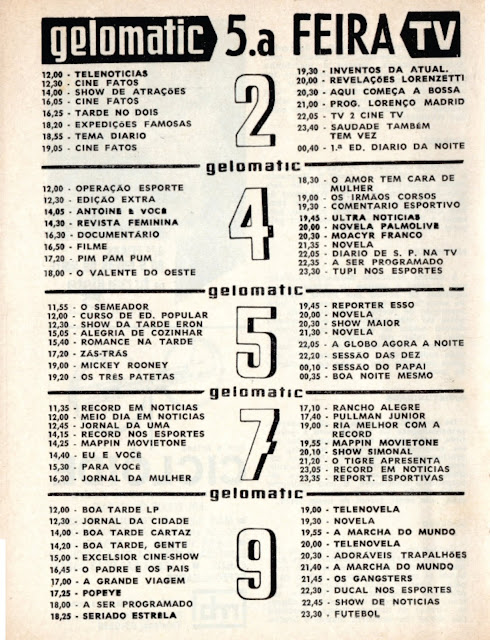 gelomatic 5.a FEIRA TV
12,00 - TELENOTICIAS
12,30 - CINE FATOS
14,00 - SHOW DE ATRAÇÕES
16,05 - CINE FATOS
16,25 - TARDE NO DOIS
18,20 - EXPEDIÇÕES FAMOSAS
18,55 - TEMA DIARIO
19,05 - CINE FATOS
2
19,30 - INVENTOS DA ATUAL.
20,00 - REVELAÇÕES LORENZETTI
20,30 - AQUI COMEÇA A BOSSA
21,00 - PROG. LORENÇO MADRID
22,05 - TV 2 CINE TV
23,40 - SAUDADE TAMBÉM
TEM VEZ
00,40 - 1.ª ED. DIARIO DA NOITE
gelomatic
12,00 - OPERAÇÃO ESPORTE
12,30 - EDIÇÃO EXTRA
14,05 - ANTOINE E VOCÊ
14,30 - REVISTA FEMININA
16,30 - DOCUMENTÁRIO
16,50 - FILME
17,20 - PIM PAM PUM
18,00 - O VALENTE DO OESTE
4
18,30 - O AMOR TEM CARA DE
MULHER
19,00 - OS IRMÃOS CORSOS
19,30 - COMENTARIO ESPORTIVO
19,45 - ULTRA NOTICIAS
20,00 - NOVELA PALMOLIVE
20,30 - MOACYR FRANCO
21,35 - NOVELA
22,05 - DIARIO DE S. P. NA TV
22,35 - A SER PROGRAMADO
23,30 - TUPI NOS ESPORTES
gelomatic
11,55 - O SEMEADOR
12,00 - CURSO DE ED. POPULAR
12,30 - SHOW DA TARDE ERON
15,05 - ALEGRIA DE COZINHAR
15,40 - ROMANCE NA TARDE
17,20 - ZÁS-TRÁS
19,00 - MICKEY ROONEY
19,20 - OS TRÊS PATETAS
5
19,45 - REPORTER ESSO
20,00 - NOVELA
20,30 - SHOW MAIOR
21,30 - NOVELA
22,05 - A GLOBO AGORA A NOITE
22,20 - SESSÃO DAS DEZ
00,10 - SESSÃO DO PAPAI
00,35 - BOA NOITE MESMO
gelomatic
11,35 - RECORD EM NOTICIAS
12,00 - MEIO DIA EM NOTICIAS
12,45 - JORNAL DA UMA
14,15 - RECORD NOS ESPORTES
14,25 - MAPPIN MOVIETONE
14,40 - EU E VOCÊ
15,30 - PARA VOCÊ
16,30 - JORNAL DA MULHER
7
17,10 - RANCHO ALEGRE
17,40 - PULLMAN JUNIOR
19,00 - RIA MELHOR COM A
RECORD
19,55 - MAPPIN MOVIETONE
20,10 - SHOW SIMONAL
21,20 - O TIGRE APRESENTA
23,05 - RECORD EM NOTICIAS
23,35 - REPORT. ESPORTIVAS
gelomatic
12,00 - BOA TARDE LP
12,30 - JORNAL DA CIDADE
14,00 - BOA TARDE CARTAZ
14,20 - BOA TARDE, GENTE
15,00 - EXCELSIOR CINE-SHOW
16,45 - O PADRE E OS PAIS
17,00 - A GRANDE VIAGEM
17,25 - POPEYE
18,00 - A SER PROGRAMADO
18,25 - SERIADO ESTRÊLA
9
19,00 - TELENOVELA
19,30 - NOVELA
19,55 - A MARCHA DO MUNDO
20,00 - TELENOVELA
20,30 - ADORÁVEIS TRAPALHÕES
21,40 - A MARCHA DO MUNDO
21,45 - OS GANGSTERS
22,30 - DUCAL NOS ESPORTES
22,45 - SHOW DE NOTICIAS
23,30 - FUTEBOL